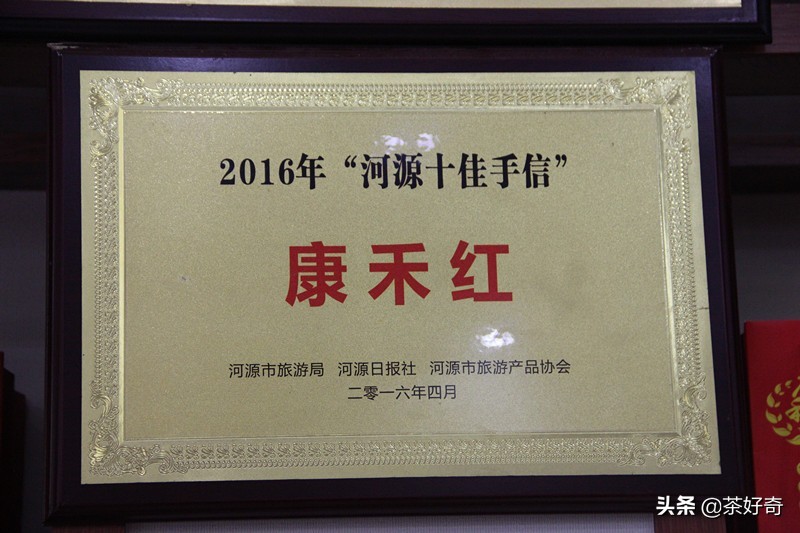 2016年“河源十佳手信”
康禾红
河源市旅游局 河源日报社 河源市旅游产品协会
二零一六年四月
头条 @茶好奇